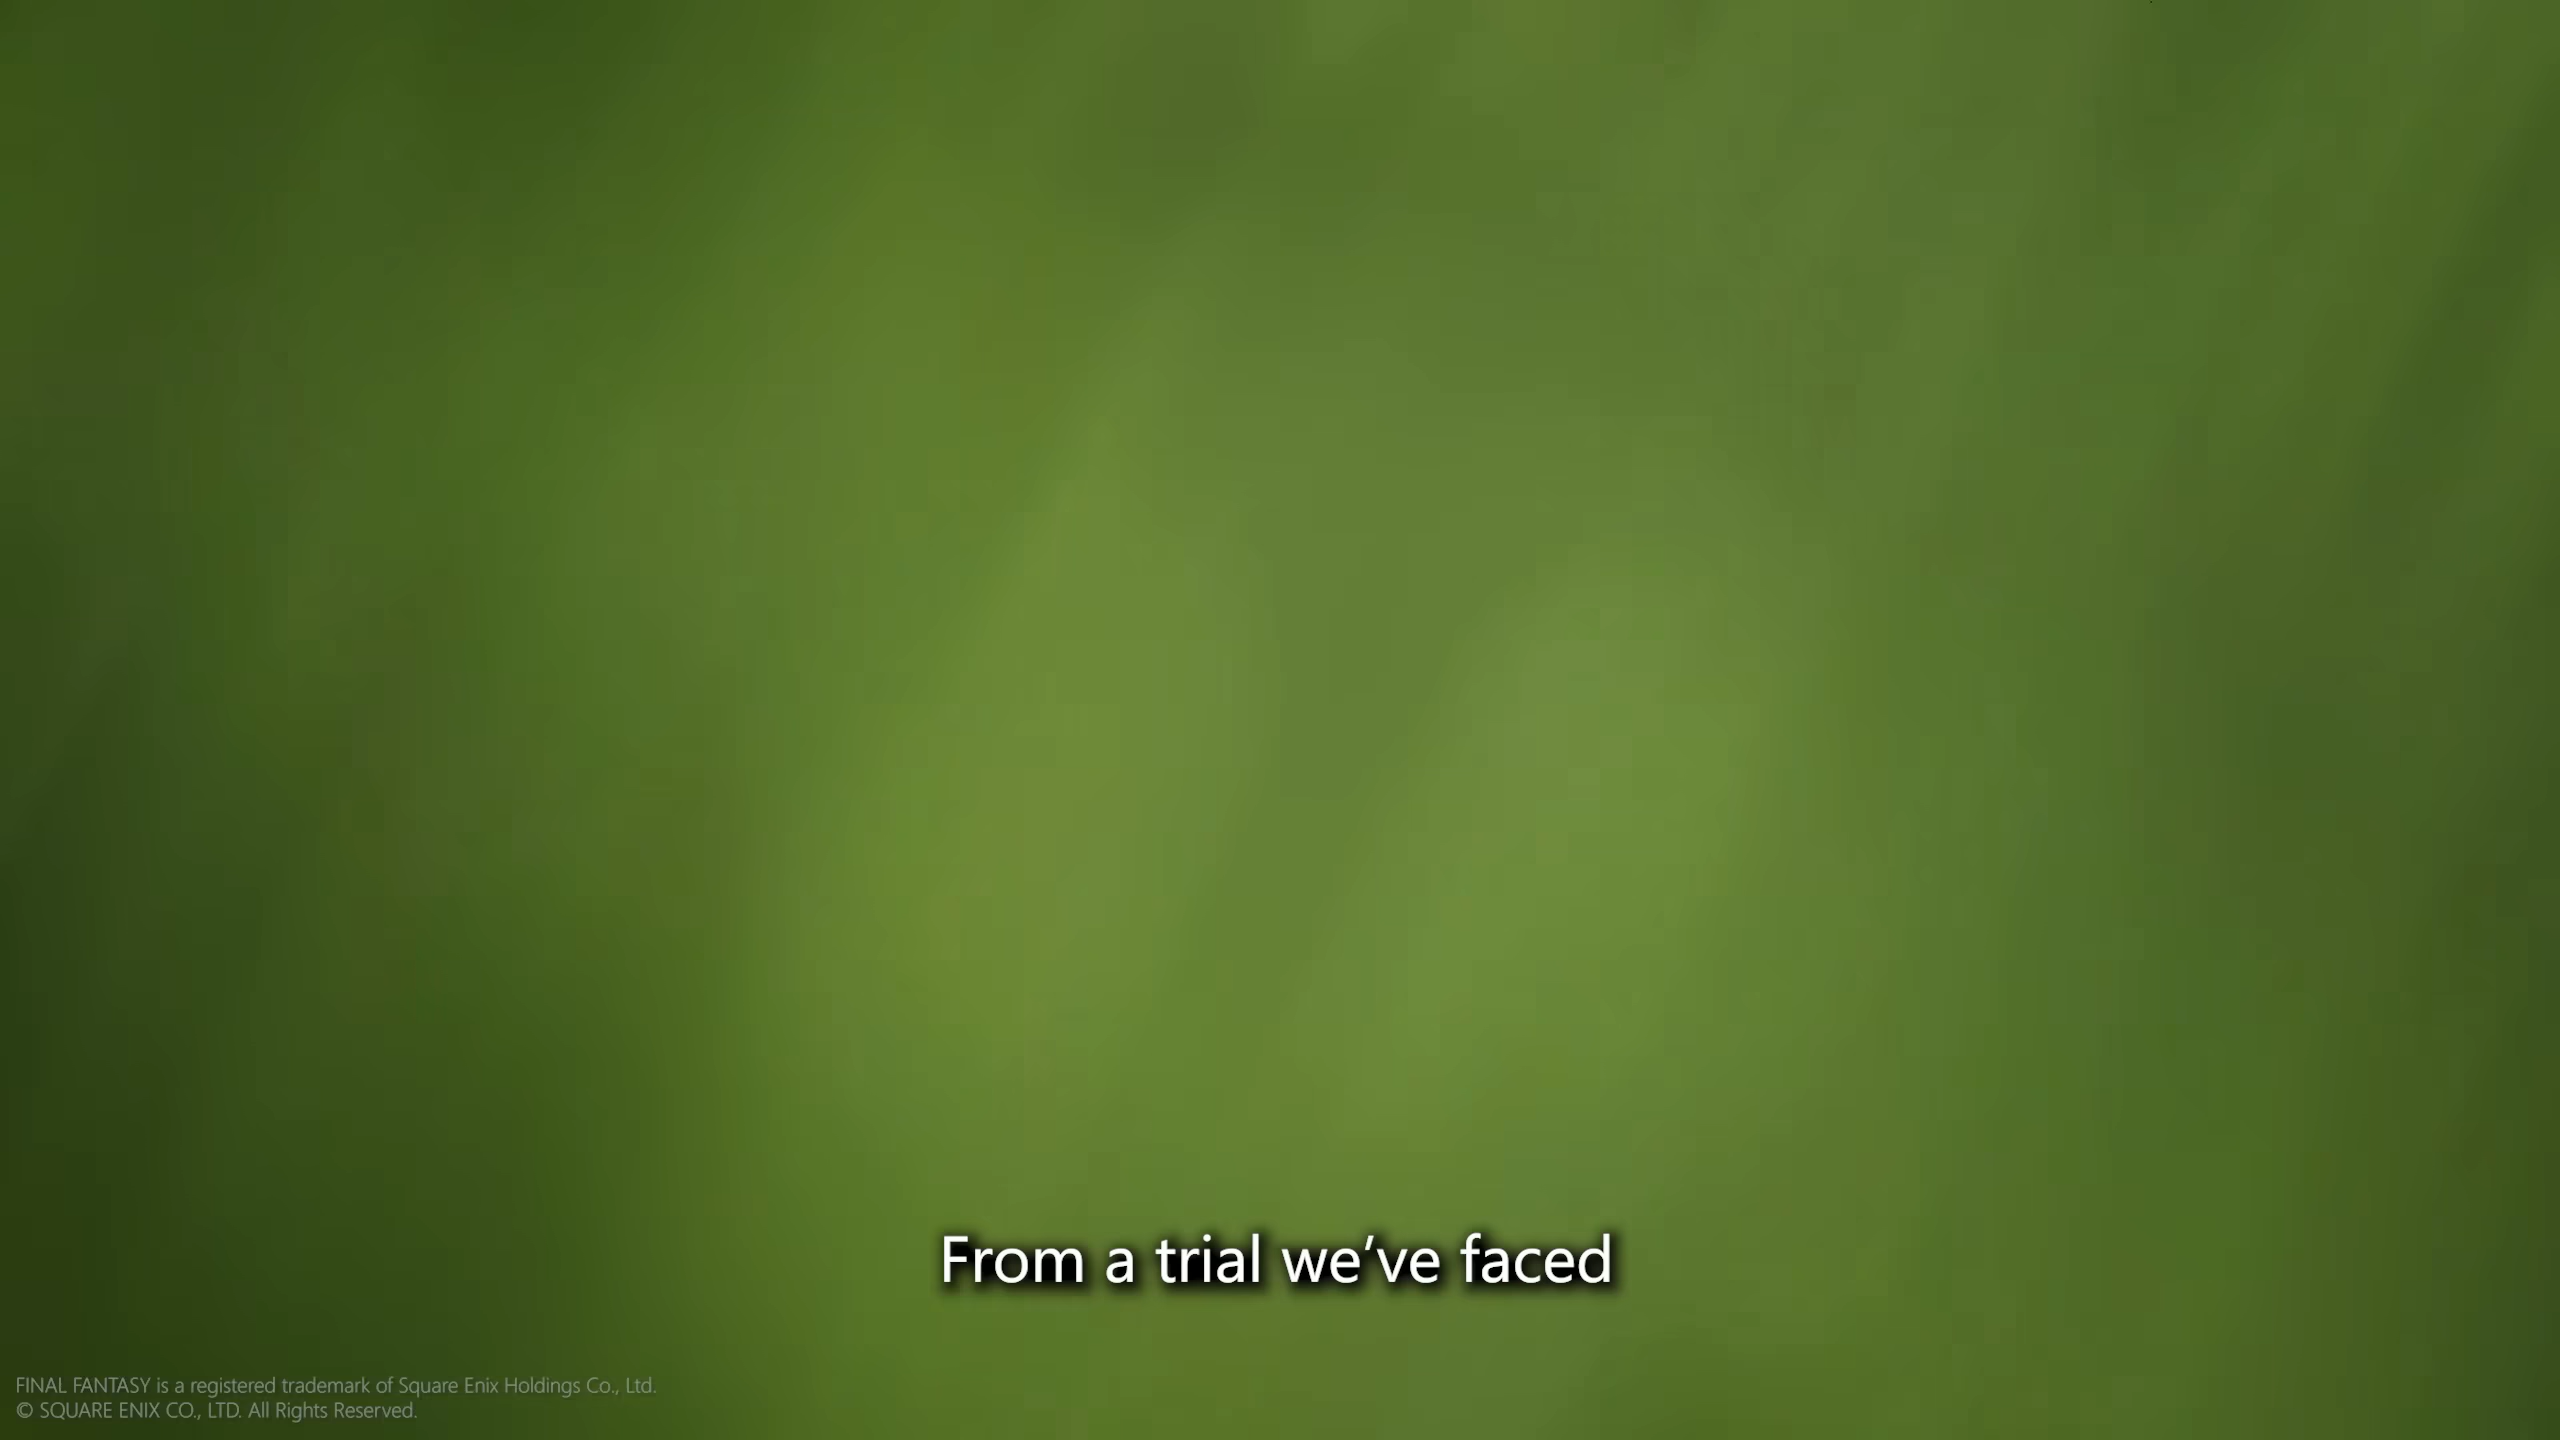 From a trial we’ve faced
FINAL FANTASY is a registered trademark of Square Enix Holdings Co., Ltd.
© SQUARE ENIX CO., LTD. All Rights Reserved.